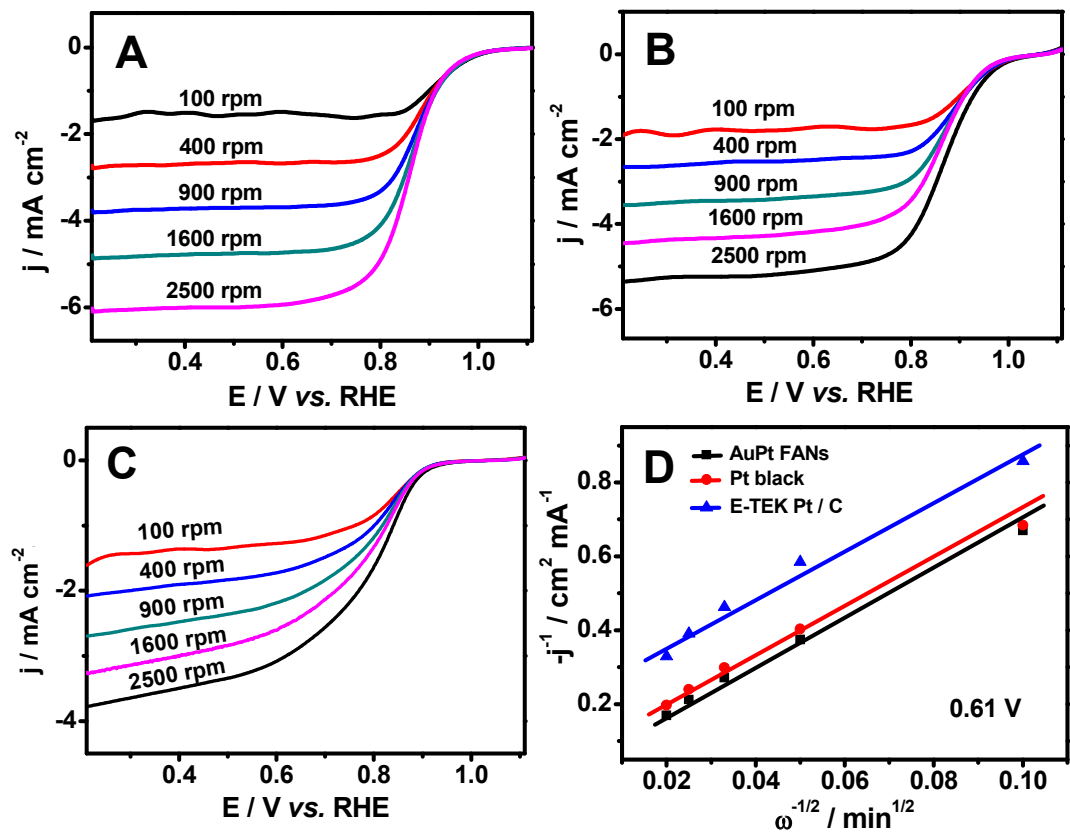 A
100 rpm
400 rpm
900 rpm
1600 rpm
2500 rpm
0
-2
-4
-6
j / mA cm⁻²
0.4 0.6 0.8 1.0
E / V vs. RHE
B
100 rpm
400 rpm
900 rpm
1600 rpm
2500 rpm
0
-2
-4
-6
j / mA cm⁻²
0.4 0.6 0.8 1.0
E / V vs. RHE
C
100 rpm
400 rpm
900 rpm
1600 rpm
2500 rpm
0
-2
-4
j / mA cm⁻²
0.4 0.6 0.8 1.0
E / V vs. RHE
D
AuPt FANs
Pt black
E-TEK Pt / C
0.8
0.6
0.4
0.2
-j⁻¹ / cm² mA⁻¹
0.61 V
0.02 0.04 0.06 0.08 0.10
ω⁻¹/² / min¹/²